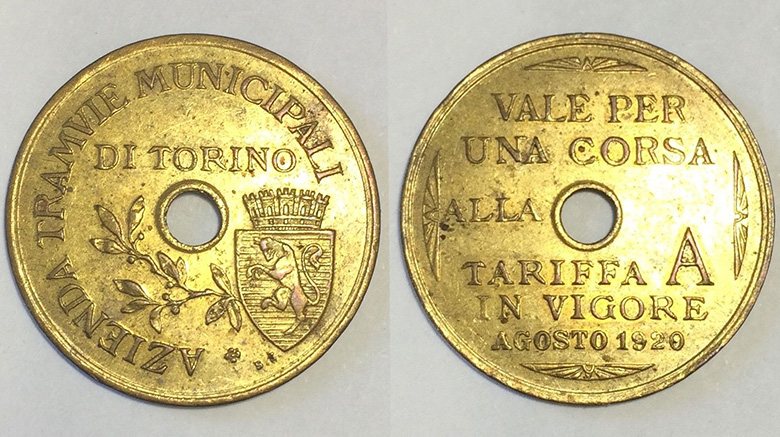 AZIENDA TRAMVIE MUNICIPALI
DI TORINO
VALE PER
UNA CORSA
ALLA
TARIFFA A
IN VIGORE
AGOSTO 1920